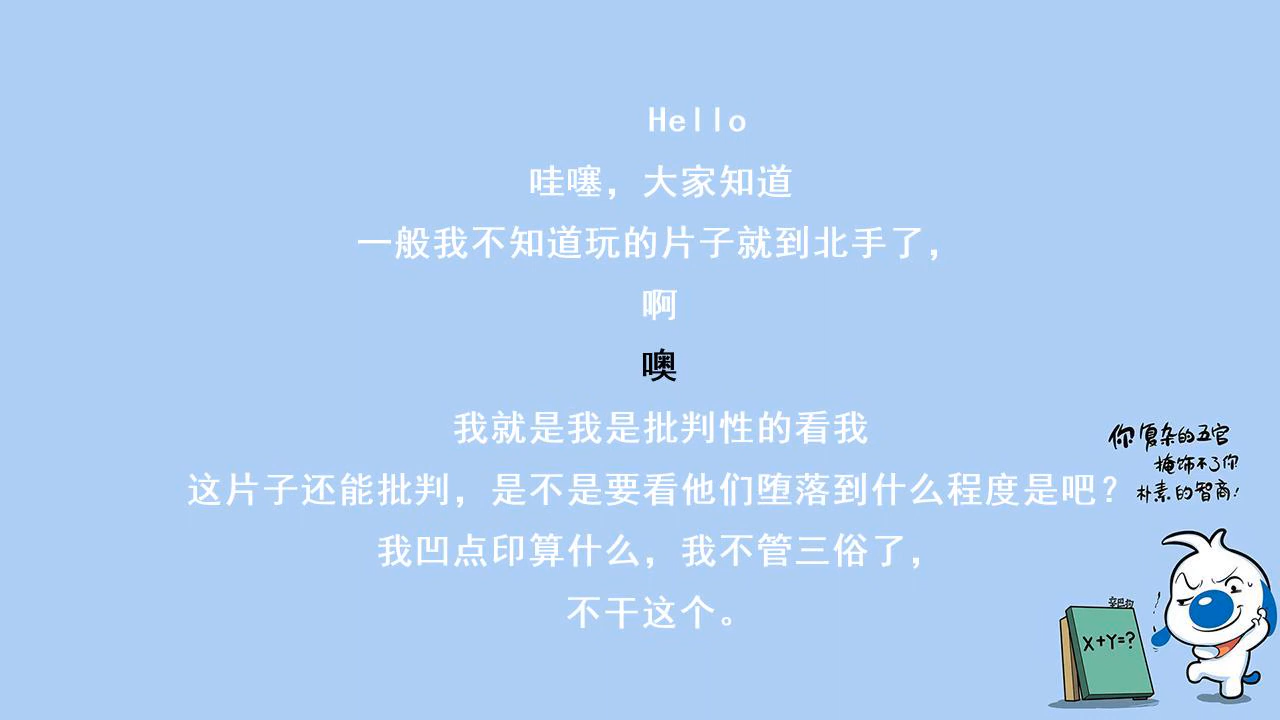 Hello
哇噻，大家知道
一般我不知道玩的片子就到北手了，
啊
噢
我就是我是批判性的看我
这片子还能批判，是不是要看他们堕落到什么程度是吧？
我凹点印算什么，我不管三俗了，
不干这个。
你复杂的五官
掩饰不了你
朴素的智商！
X+Y=?